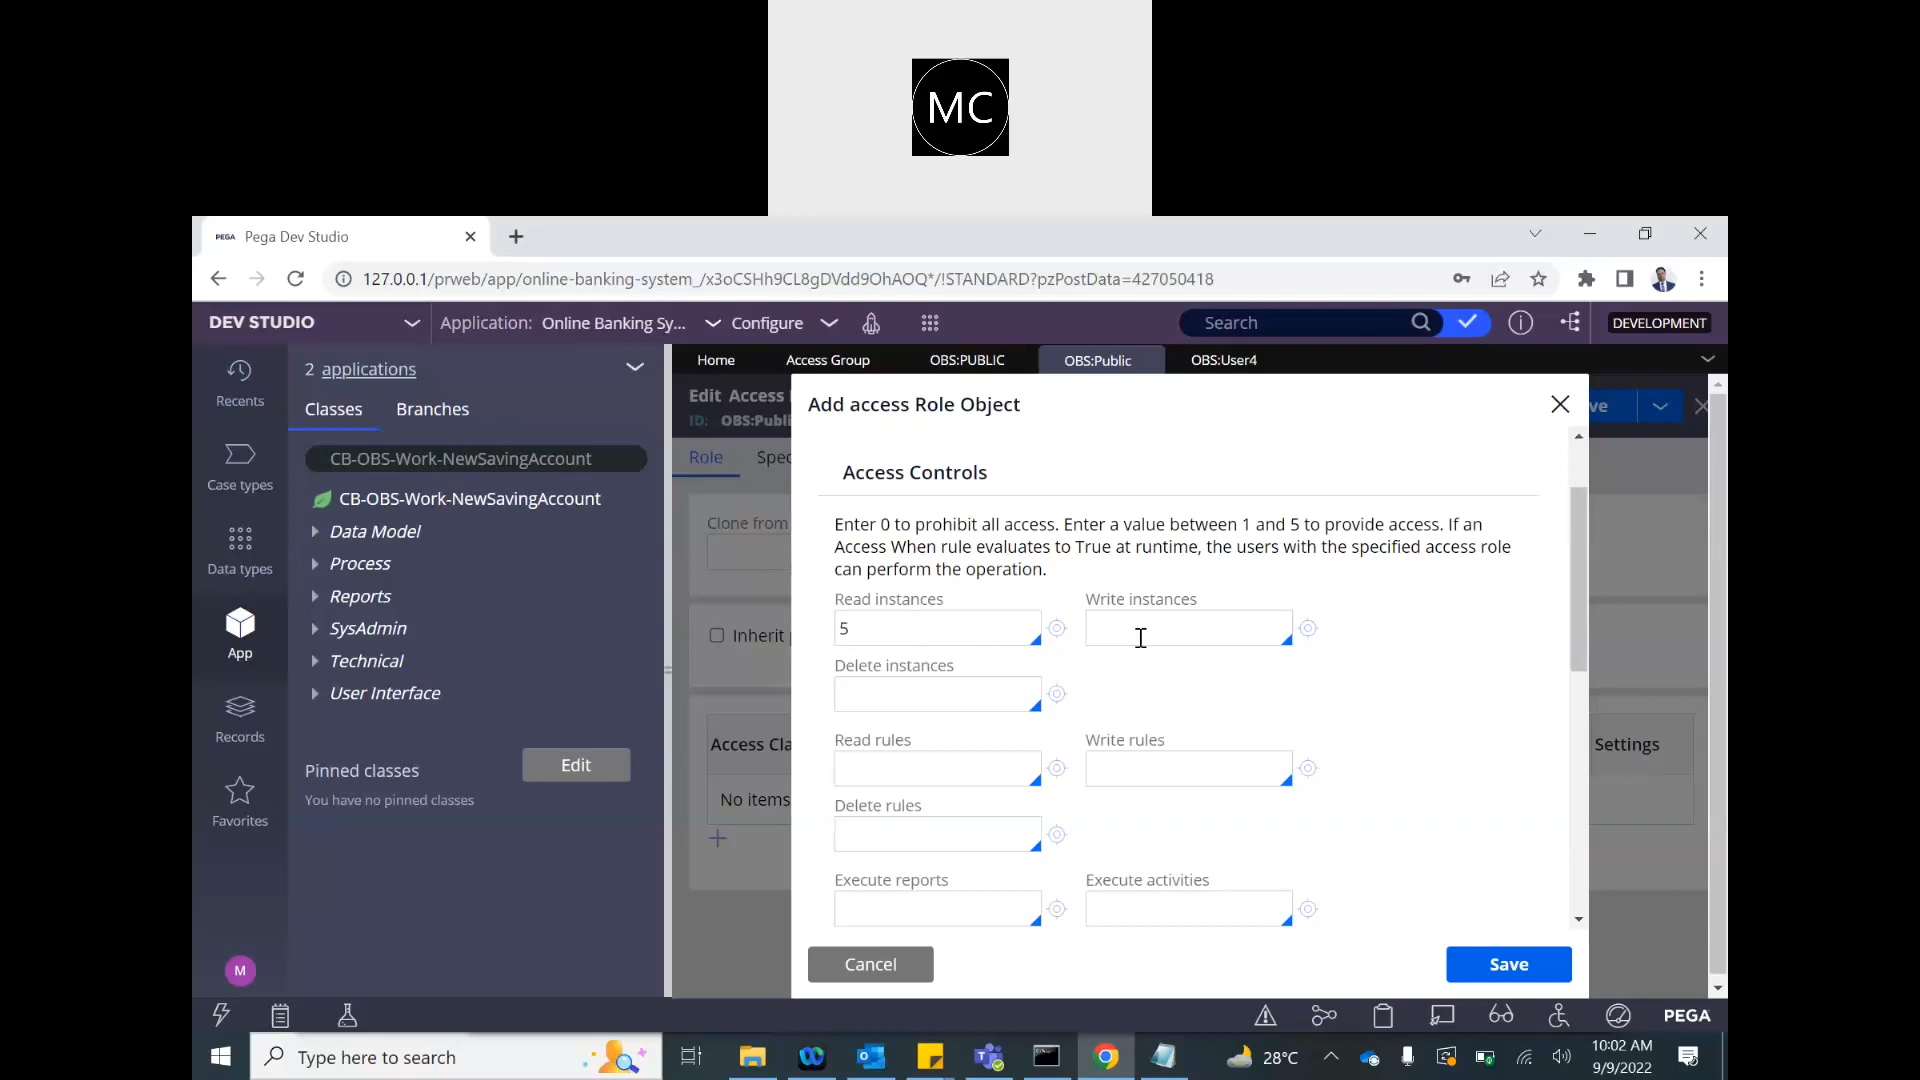 MC
PEGA Pega Dev Studio
127.0.0.1/prweb/app/online-banking-system_/x3oCSHh9CL8gDVdd9OhAOQ*/!STANDARD?pzPostData=427050418
DEV STUDIO Application: Online Banking Sy... Configure Search DEVELOPMENT
Home Access Group OBS:PUBLIC OBS:Public OBS:User4
Recents
Case types
Data types
App
Records
Favorites
M
2 applications
Classes Branches
CB-OBS-Work-NewSavingAccount
CB-OBS-Work-NewSavingAccount
Data Model
Process
Reports
SysAdmin
Technical
User Interface
Pinned classes Edit
You have no pinned classes
Edit Access
ID: OBS:Publi
ve
Role Spec
Clone from
Inherit
Access Cla
Settings
No items
Add access Role Object
Access Controls
Enter 0 to prohibit all access. Enter a value between 1 and 5 to provide access. If an
Access When rule evaluates to True at runtime, the users with the specified access role
can perform the operation.
Read instances Write instances
5
Delete instances
Read rules Write rules
Delete rules
Execute reports Execute activities
Cancel Save
PEGA
Type here to search
28°C
10:02 AM
9/9/2022